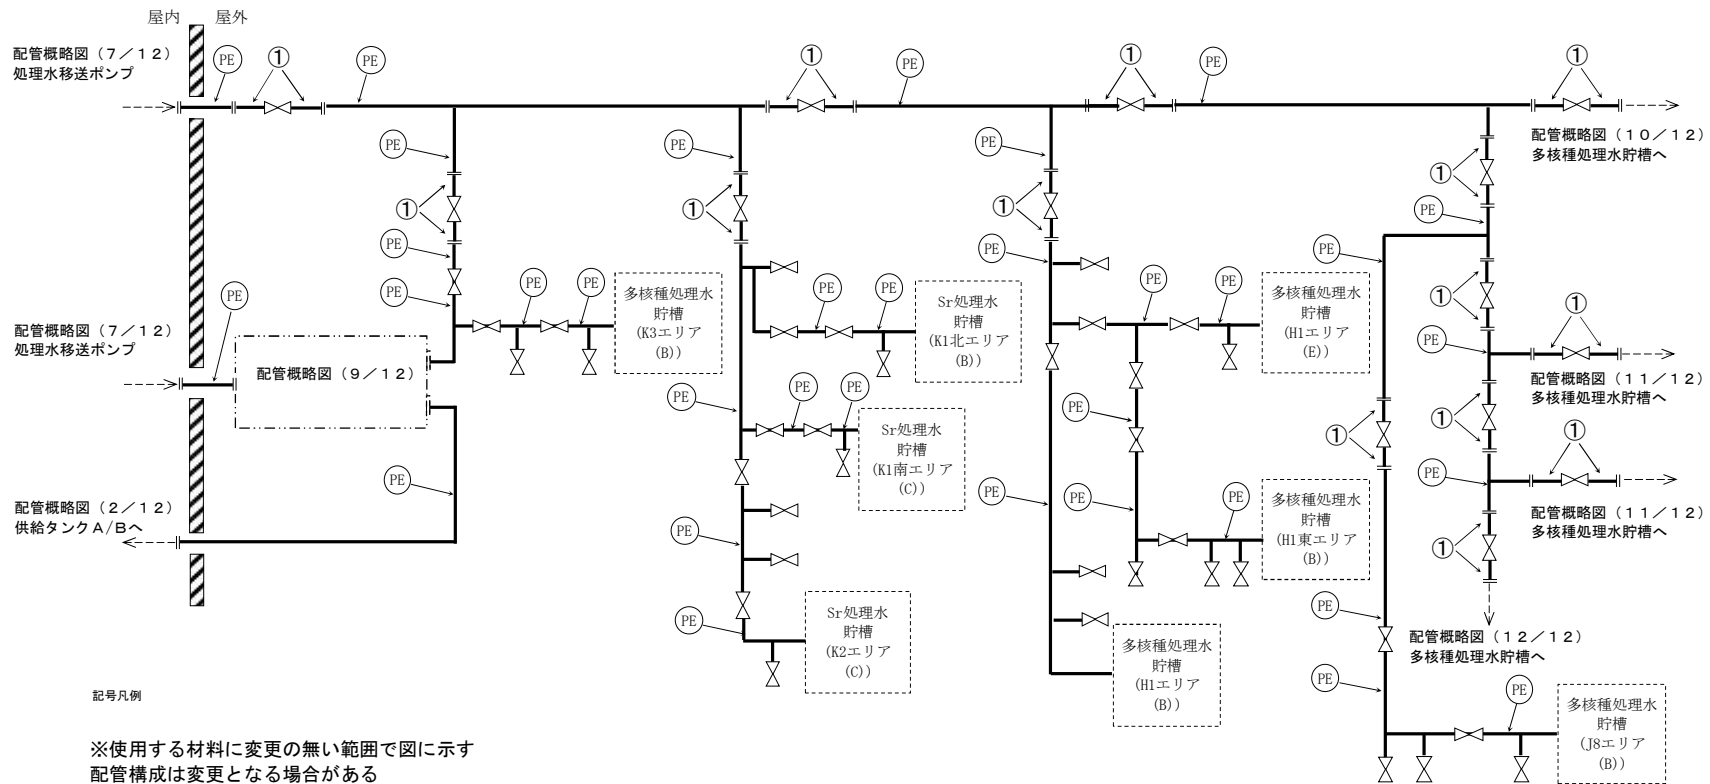 屋内　屋外
配管概略図（７／１２）
処理水移送ポンプ
PE
①
PE
①
PE
①
PE
①
配管概略図（１０／１２）
多核種処理水貯槽へ
PE
①
PE
PE
PE
①
PE
①
PE
①
PE
PE
①
PE
PE
PE
多核種処理水
貯槽
(K3エリア
(B))
PE
PE
Sr処理水
貯槽
(K1北エリア
(B))
PE
PE
多核種処理水
貯槽
(H1エリア
(E))
①
①
配管概略図（７／１２）
処理水移送ポンプ
PE
配管概略図（９／１２）
PE
配管概略図（１１／１２）
多核種処理水貯槽へ
PE
PE
PE
Sr処理水
貯槽
(K1南エリア
(C))
PE
①
①
①
PE
配管概略図（１１／１２）
多核種処理水貯槽へ
PE
配管概略図（２／１２）
供給タンクＡ/Ｂへ
PE
PE
PE
PE
多核種処理水
貯槽
(H1東エリア
(B))
①
PE
Sr処理水
貯槽
(K2エリア
(C))
多核種処理水
貯槽
(H1エリア
(B))
PE
配管概略図（１２／１２）
多核種処理水貯槽へ
PE
PE
多核種処理水
貯槽
(J8エリア
(B))
記号凡例
※使用する材料に変更の無い範囲で図に示す
配管構成は変更となる場合がある